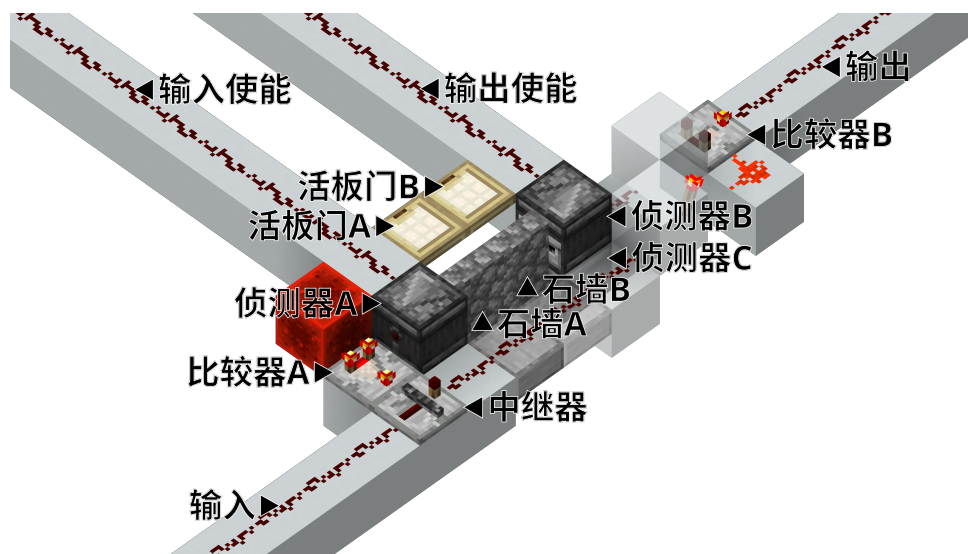 输入使能
输出使能
输出
比较器B
活板门B
活板门A
侦测器B
侦测器C
石墙B
侦测器A
石墙A
比较器A
中继器
输入